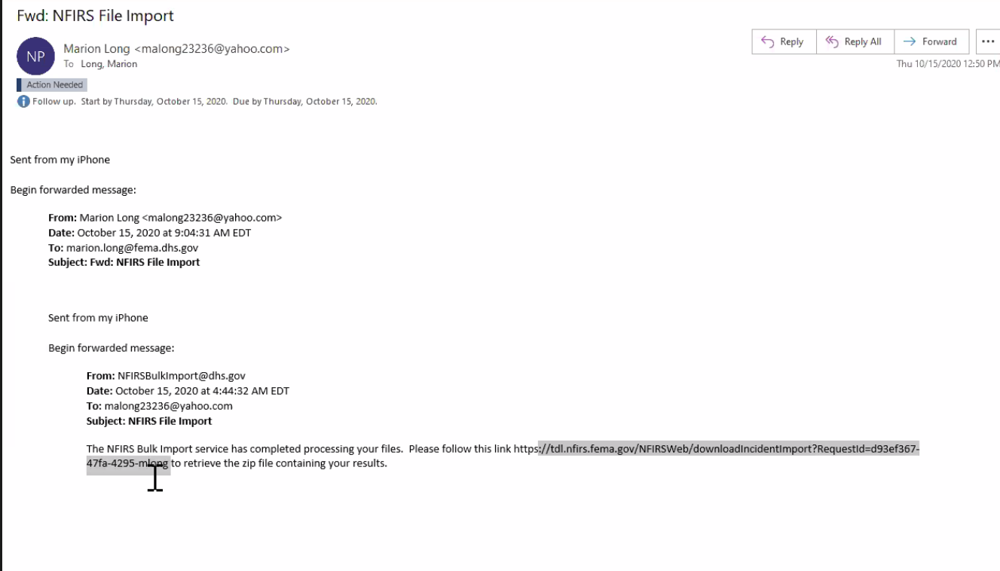 Fwd: NFIRS File Import
NP
Marion Long <malong23236@yahoo.com>
To Long, Marion
Reply
Reply All
Forward
...
Thu 10/15/2020 12:50 PM
Action Needed
Follow up. Start by Thursday, October 15, 2020. Due by Thursday, October 15, 2020.
Sent from my iPhone
Begin forwarded message:
From: Marion Long <malong23236@yahoo.com>
Date: October 15, 2020 at 9:04:31 AM EDT
To: marion.long@fema.dhs.gov
Subject: Fwd: NFIRS File Import
Sent from my iPhone
Begin forwarded message:
From: NFIRSBulkImport@dhs.gov
Date: October 15, 2020 at 4:44:32 AM EDT
To: malong23236@yahoo.com
Subject: NFIRS File Import
The NFIRS Bulk Import service has completed processing your files. Please follow this link https://tdl.nfirs.fema.gov/NFIRSWeb/downloadIncidentImport?RequestId=d93ef367-
47fa-4295-mlong to retrieve the zip file containing your results.